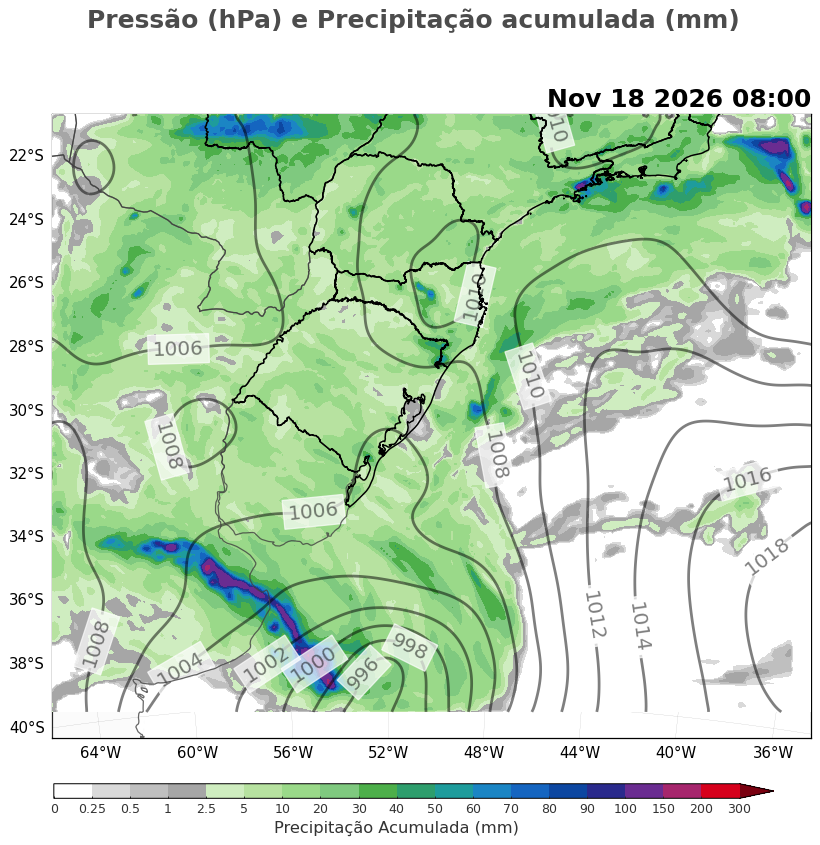 Pressão (hPa) e Precipitação acumulada (mm)
Nov 18 2026 08:00
22°S
24°S
26°S
28°S
30°S
32°S
34°S
36°S
38°S
40°S
10
1010
1006
1010
1008
1008
1016
1006
1018
1012
1014
1008
1004
1002
1000
998
996
64°W 60°W 56°W 52°W 48°W 44°W 40°W 36°W
0 0.25 0.5 1 2.5 5 10 20 30 40 50 60 70 80 90 100 150 200 300
Precipitação Acumulada (mm)